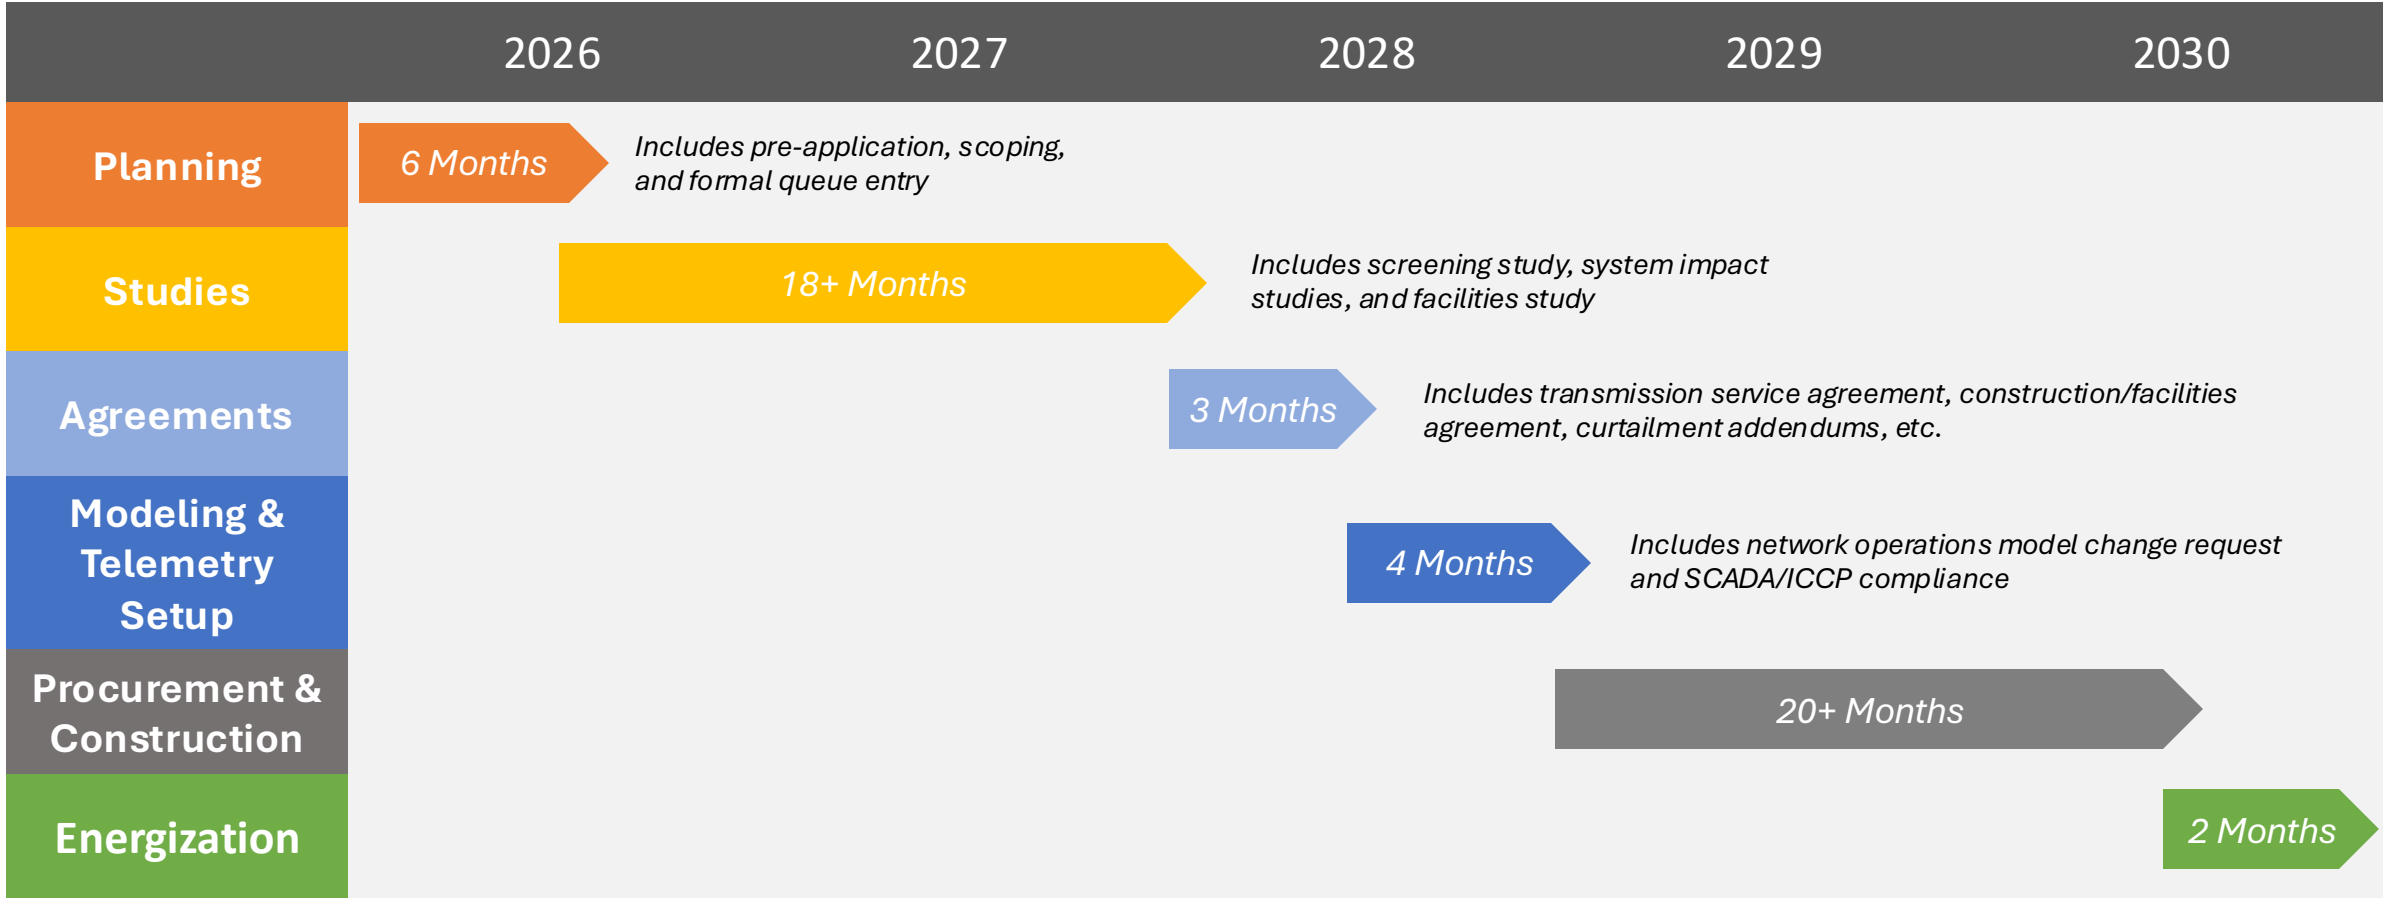 2026 2027 2028 2029 2030
Planning
6 Months
Includes pre-application, scoping,
and formal queue entry
Studies
18+ Months
Includes screening study, system impact
studies, and facilities study
Agreements
3 Months
Includes transmission service agreement, construction/facilities
agreement, curtailment addendums, etc.
Modeling &
Telemetry
Setup
4 Months
Includes network operations model change request
and SCADA/ICCP compliance
Procurement &
Construction
20+ Months
Energization
2 Months